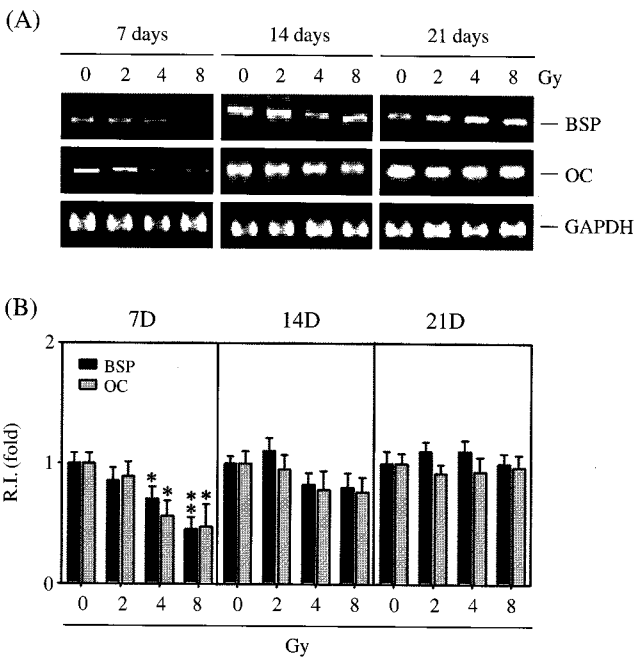 (A)
7 days 14 days 21 days
0 2 4 8 0 2 4 8 0 2 4 8 Gy
BSP
OC
GAPDH
(B)
7D 14D 21D
2
BSP
OC
R.I. (fold)
1
* *
** *
0
0 2 4 8 0 2 4 8 0 2 4 8
Gy